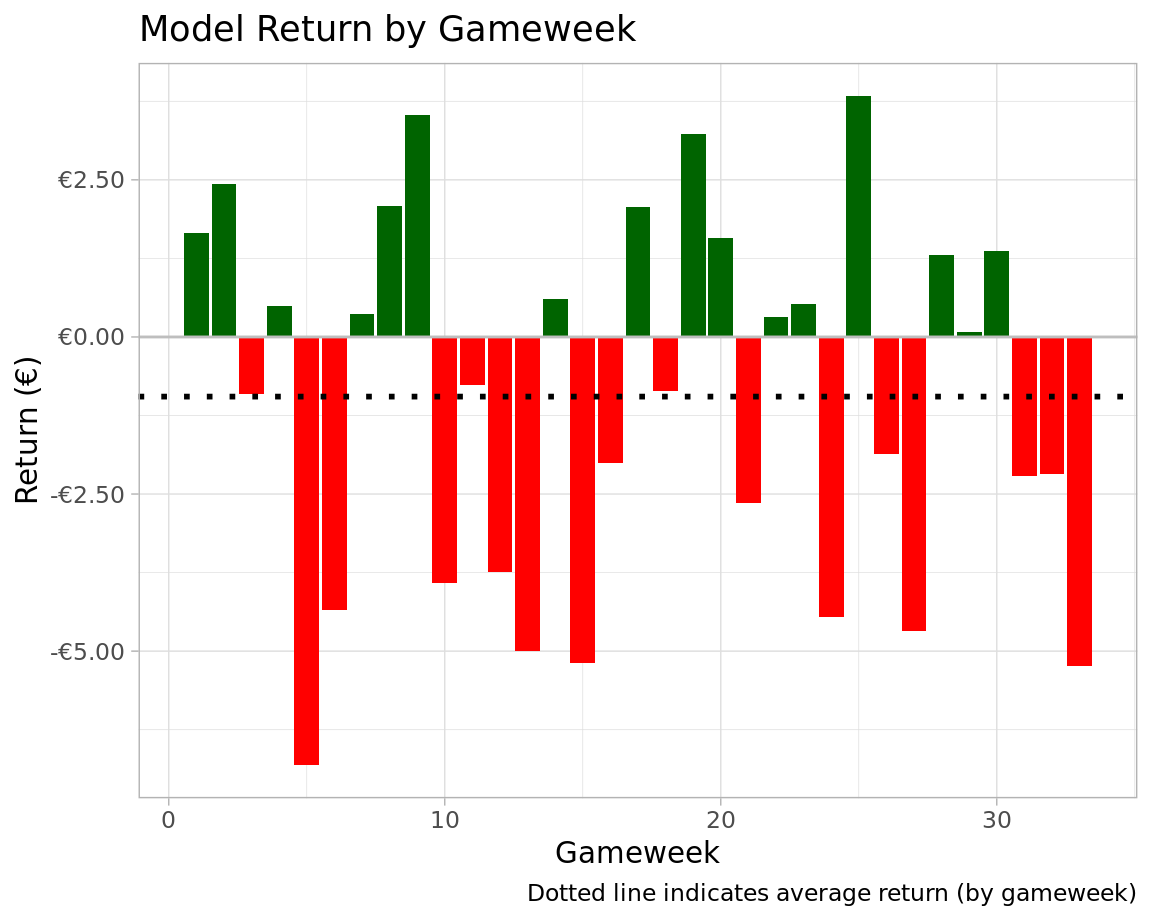 Model Return by Gameweek
€2.50
€0.00
-€2.50
-€5.00
Return (€)
0 10 20 30
Gameweek
Dotted line indicates average return (by gameweek)